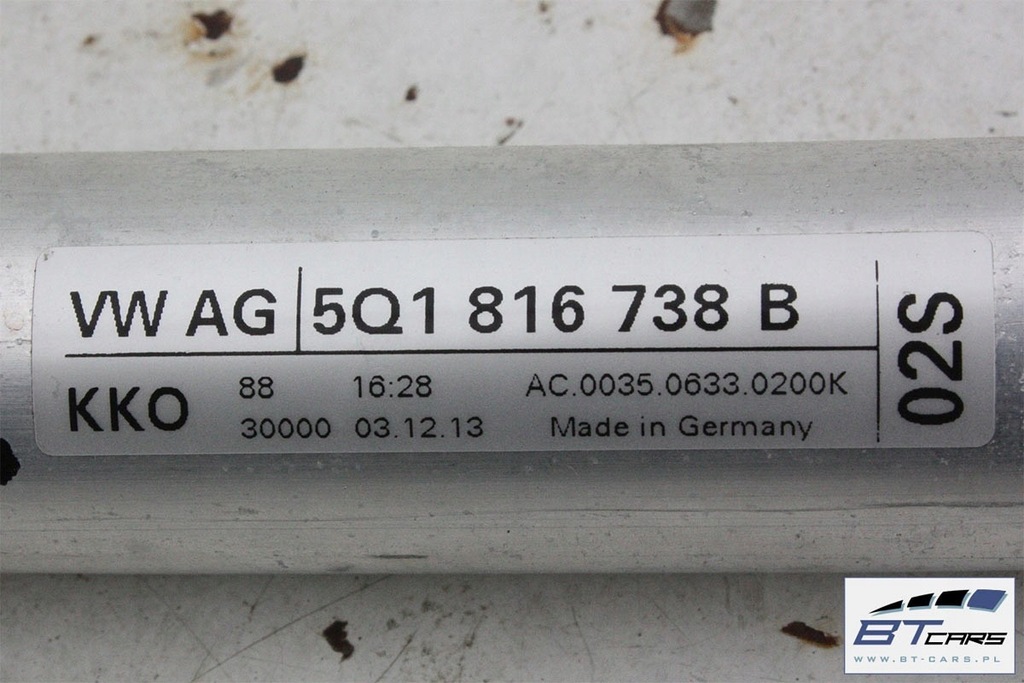 VW AG 5Q1 816 738 B
KKO 88 16:28 AC.0035.0633.0200K
30000 03.12.13 Made in Germany
02S
BT CARS
WWW.BT-CARS.PL